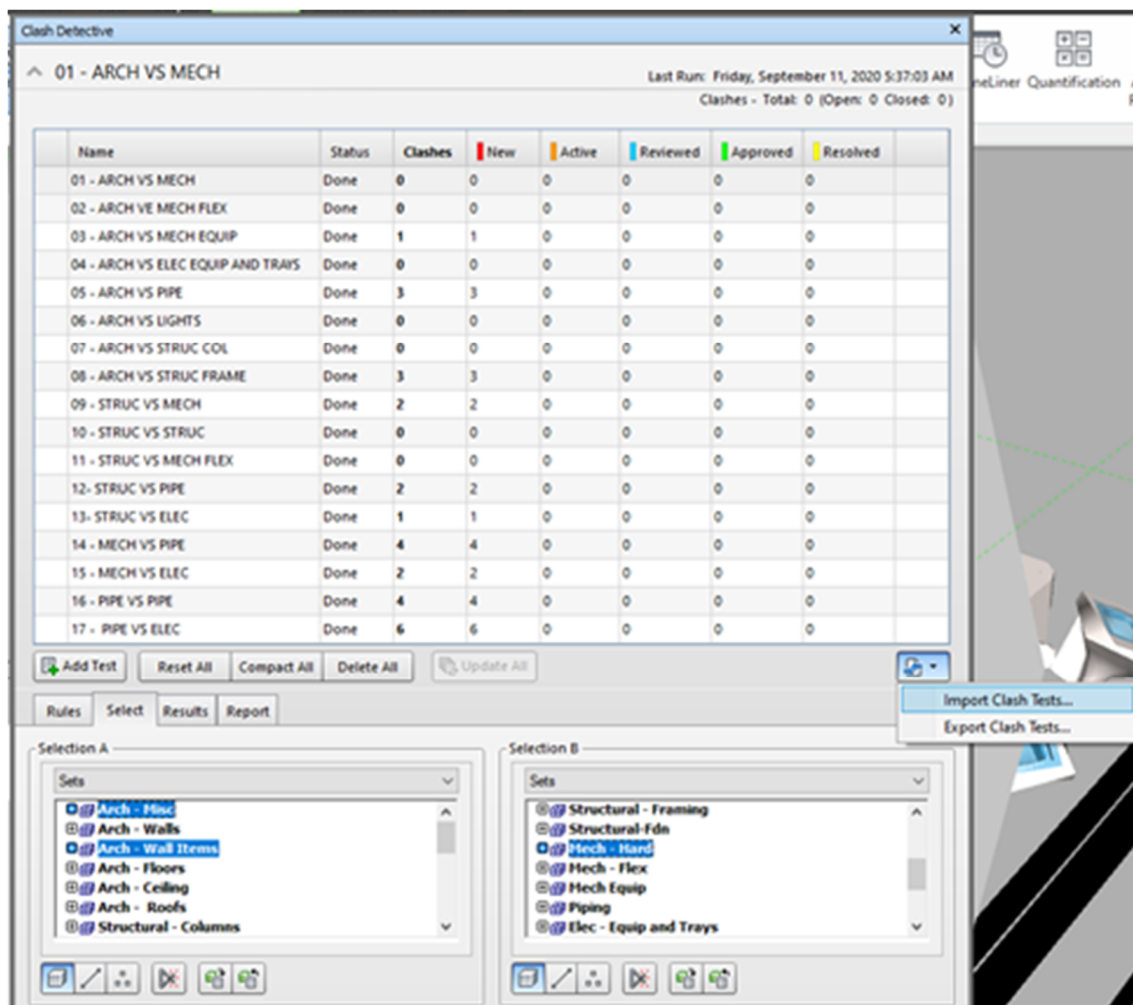 Clash Detective
01 - ARCH VS MECH
Last Run: Friday, September 11, 2020 5:37:03 AM
Clashes - Total: 0 (Open: 0 Closed: 0)
neLiner Quantification
Name Status Clashes New Active Reviewed Approved Resolved
01 - ARCH VS MECH Done 0 0 0 0 0 0
02 - ARCH VE MECH FLEX Done 0 0 0 0 0 0
03 - ARCH VS MECH EQUIP Done 1 1 0 0 0 0
04 - ARCH VS ELEC EQUIP AND TRAYS Done 0 0 0 0 0 0
05 - ARCH VS PIPE Done 3 3 0 0 0 0
06 - ARCH VS LIGHTS Done 0 0 0 0 0 0
07 - ARCH VS STRUC COL Done 0 0 0 0 0 0
08 - ARCH VS STRUC FRAME Done 3 3 0 0 0 0
09 - STRUC VS MECH Done 2 2 0 0 0 0
10 - STRUC VS STRUC Done 0 0 0 0 0 0
11 - STRUC VS MECH FLEX Done 0 0 0 0 0 0
12- STRUC VS PIPE Done 2 2 0 0 0 0
13- STRUC VS ELEC Done 1 1 0 0 0 0
14 - MECH VS PIPE Done 4 4 0 0 0 0
15 - MECH VS ELEC Done 2 2 0 0 0 0
16 - PIPE VS PIPE Done 4 4 0 0 0 0
17 - PIPE VS ELEC Done 6 6 0 0 0 0
Add Test Reset All Compact All Delete All Update All
Import Clash Tests...
Export Clash Tests...
Rules Select Results Report
Selection A
Sets
Arch - Misc
Arch - Walls
Arch - Wall Items
Arch - Floors
Arch - Ceiling
Arch - Roofs
Structural - Columns
Selection B
Sets
Structural - Framing
Structural-Fdn
Mech - Hard
Mech - Flex
Mech Equip
Piping
Elec - Equip and Trays